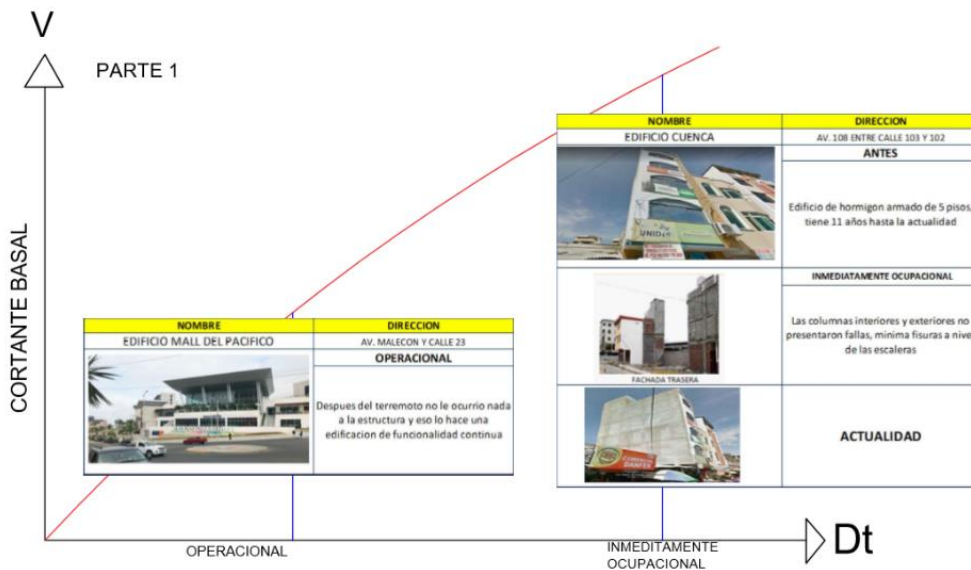 V
PARTE 1
CORTANTE BASAL
NOMBRE
DIRECCION
EDIFICIO CUENCA
AV. 108 ENTRE CALLE 103 Y 102
ANTES
Edificio de hormigon armado de 5 pisos,
tiene 11 años hasta la actualidad
UNIDA
INMEDIATAMENTE OCUPACIONAL
Las columnas interiores y exteriores no
presentaron fallas, minima fisuras a nive
de las escaleras
FACHADA TRASERA
ACTUALIDAD
NOMBRE
DIRECCION
EDIFICIO MALL DEL PACIFICO
AV. MALECON Y CALLE 23
OPERACIONAL
Despues del terremoto no le ocurrio nada
a la estructura y eso lo hace una
edificacion de funcionalidad continua
OPERACIONAL
INMEDITAMENTE
OCUPACIONAL
Dt